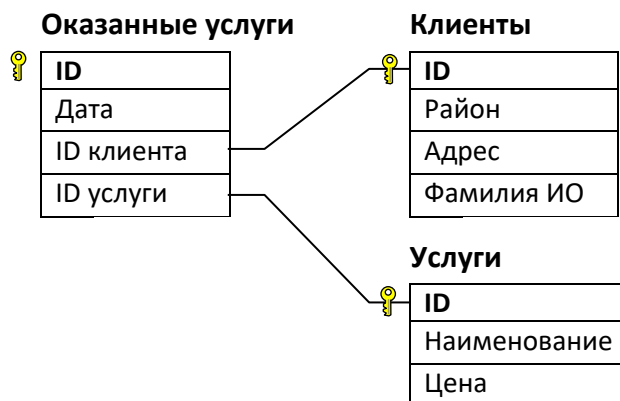 Оказанные услуги
ID
Дата
ID клиента
ID услуги
Клиенты
ID
Район
Адрес
Фамилия ИО
Услуги
ID
Наименование
Цена